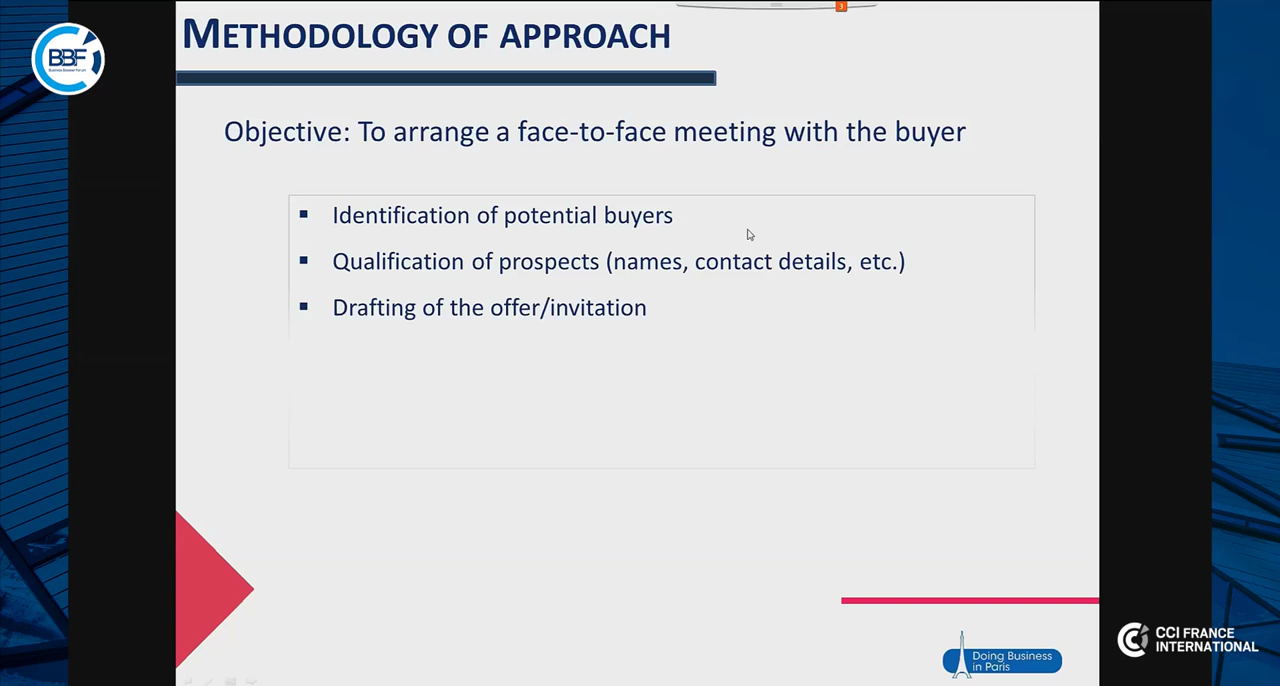 METHODOLOGY OF APPROACH
3
BBF
Objective: To arrange a face-to-face meeting with the buyer
Identification of potential buyers
Qualification of prospects (names, contact details, etc.)
Drafting of the offer/invitation
Doing Business
in Paris
CCI FRANCE
INTERNATIONAL